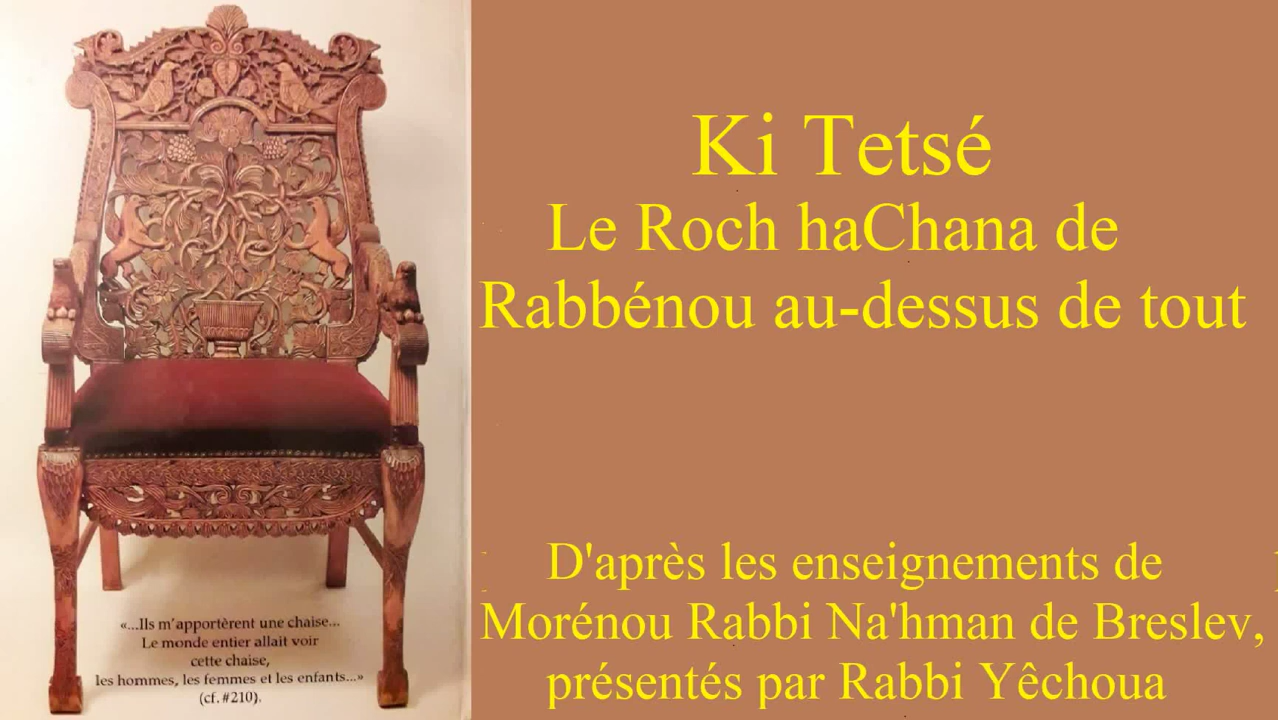 «...Ils m'apportèrent une chaise...
Le monde entier allait voir
cette chaise,
les hommes, les femmes et les enfants...»
(cf. #210).
Ki Tetsé
Le Roch haChana de
Rabbénou au-dessus de tout
D'après les enseignements de
Morénou Rabbi Na'hman de Breslev,
présentés par Rabbi Yêchoua